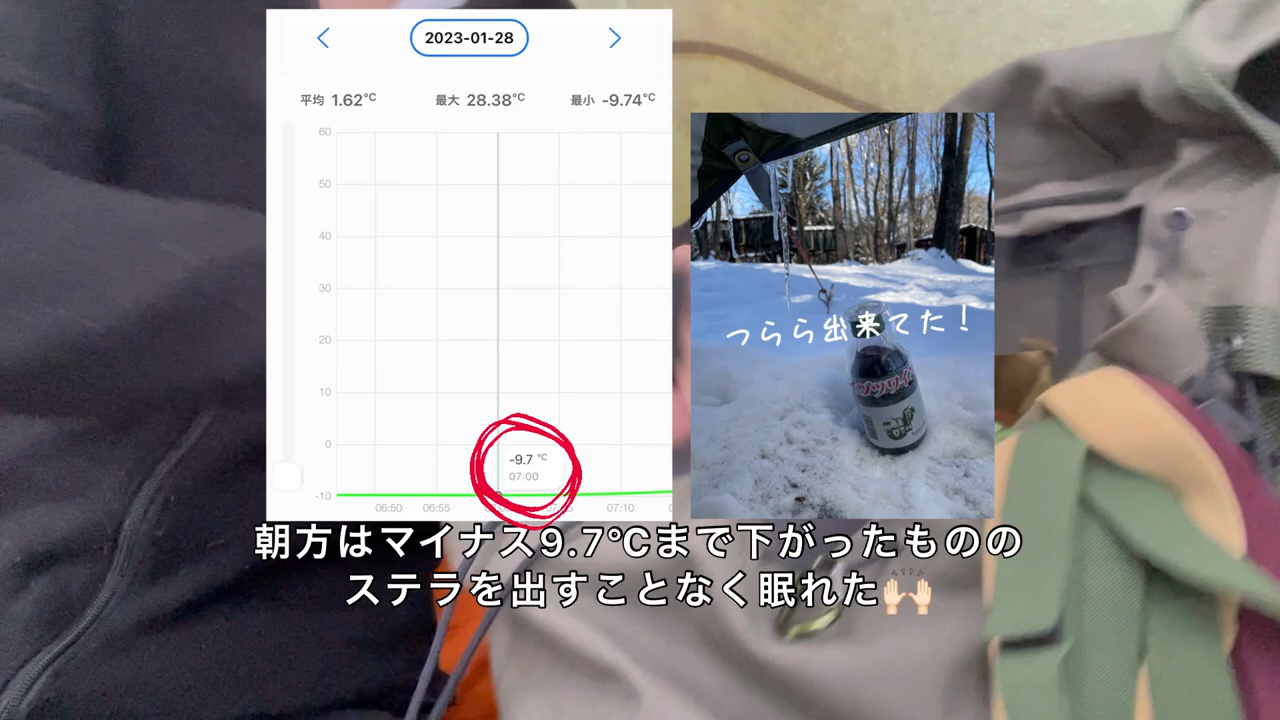 2023-01-28
平均 1.62℃ 最大 28.38℃ 最小 -9.74℃
60
50
40
30
20
10
0
-10
-9.7 ℃
07:00
06:50 06:55 07:10
つらら出来てた！
朝方はマイナス9.7℃まで下がったものの
ステラを出すことなく眠れた🙌🏻